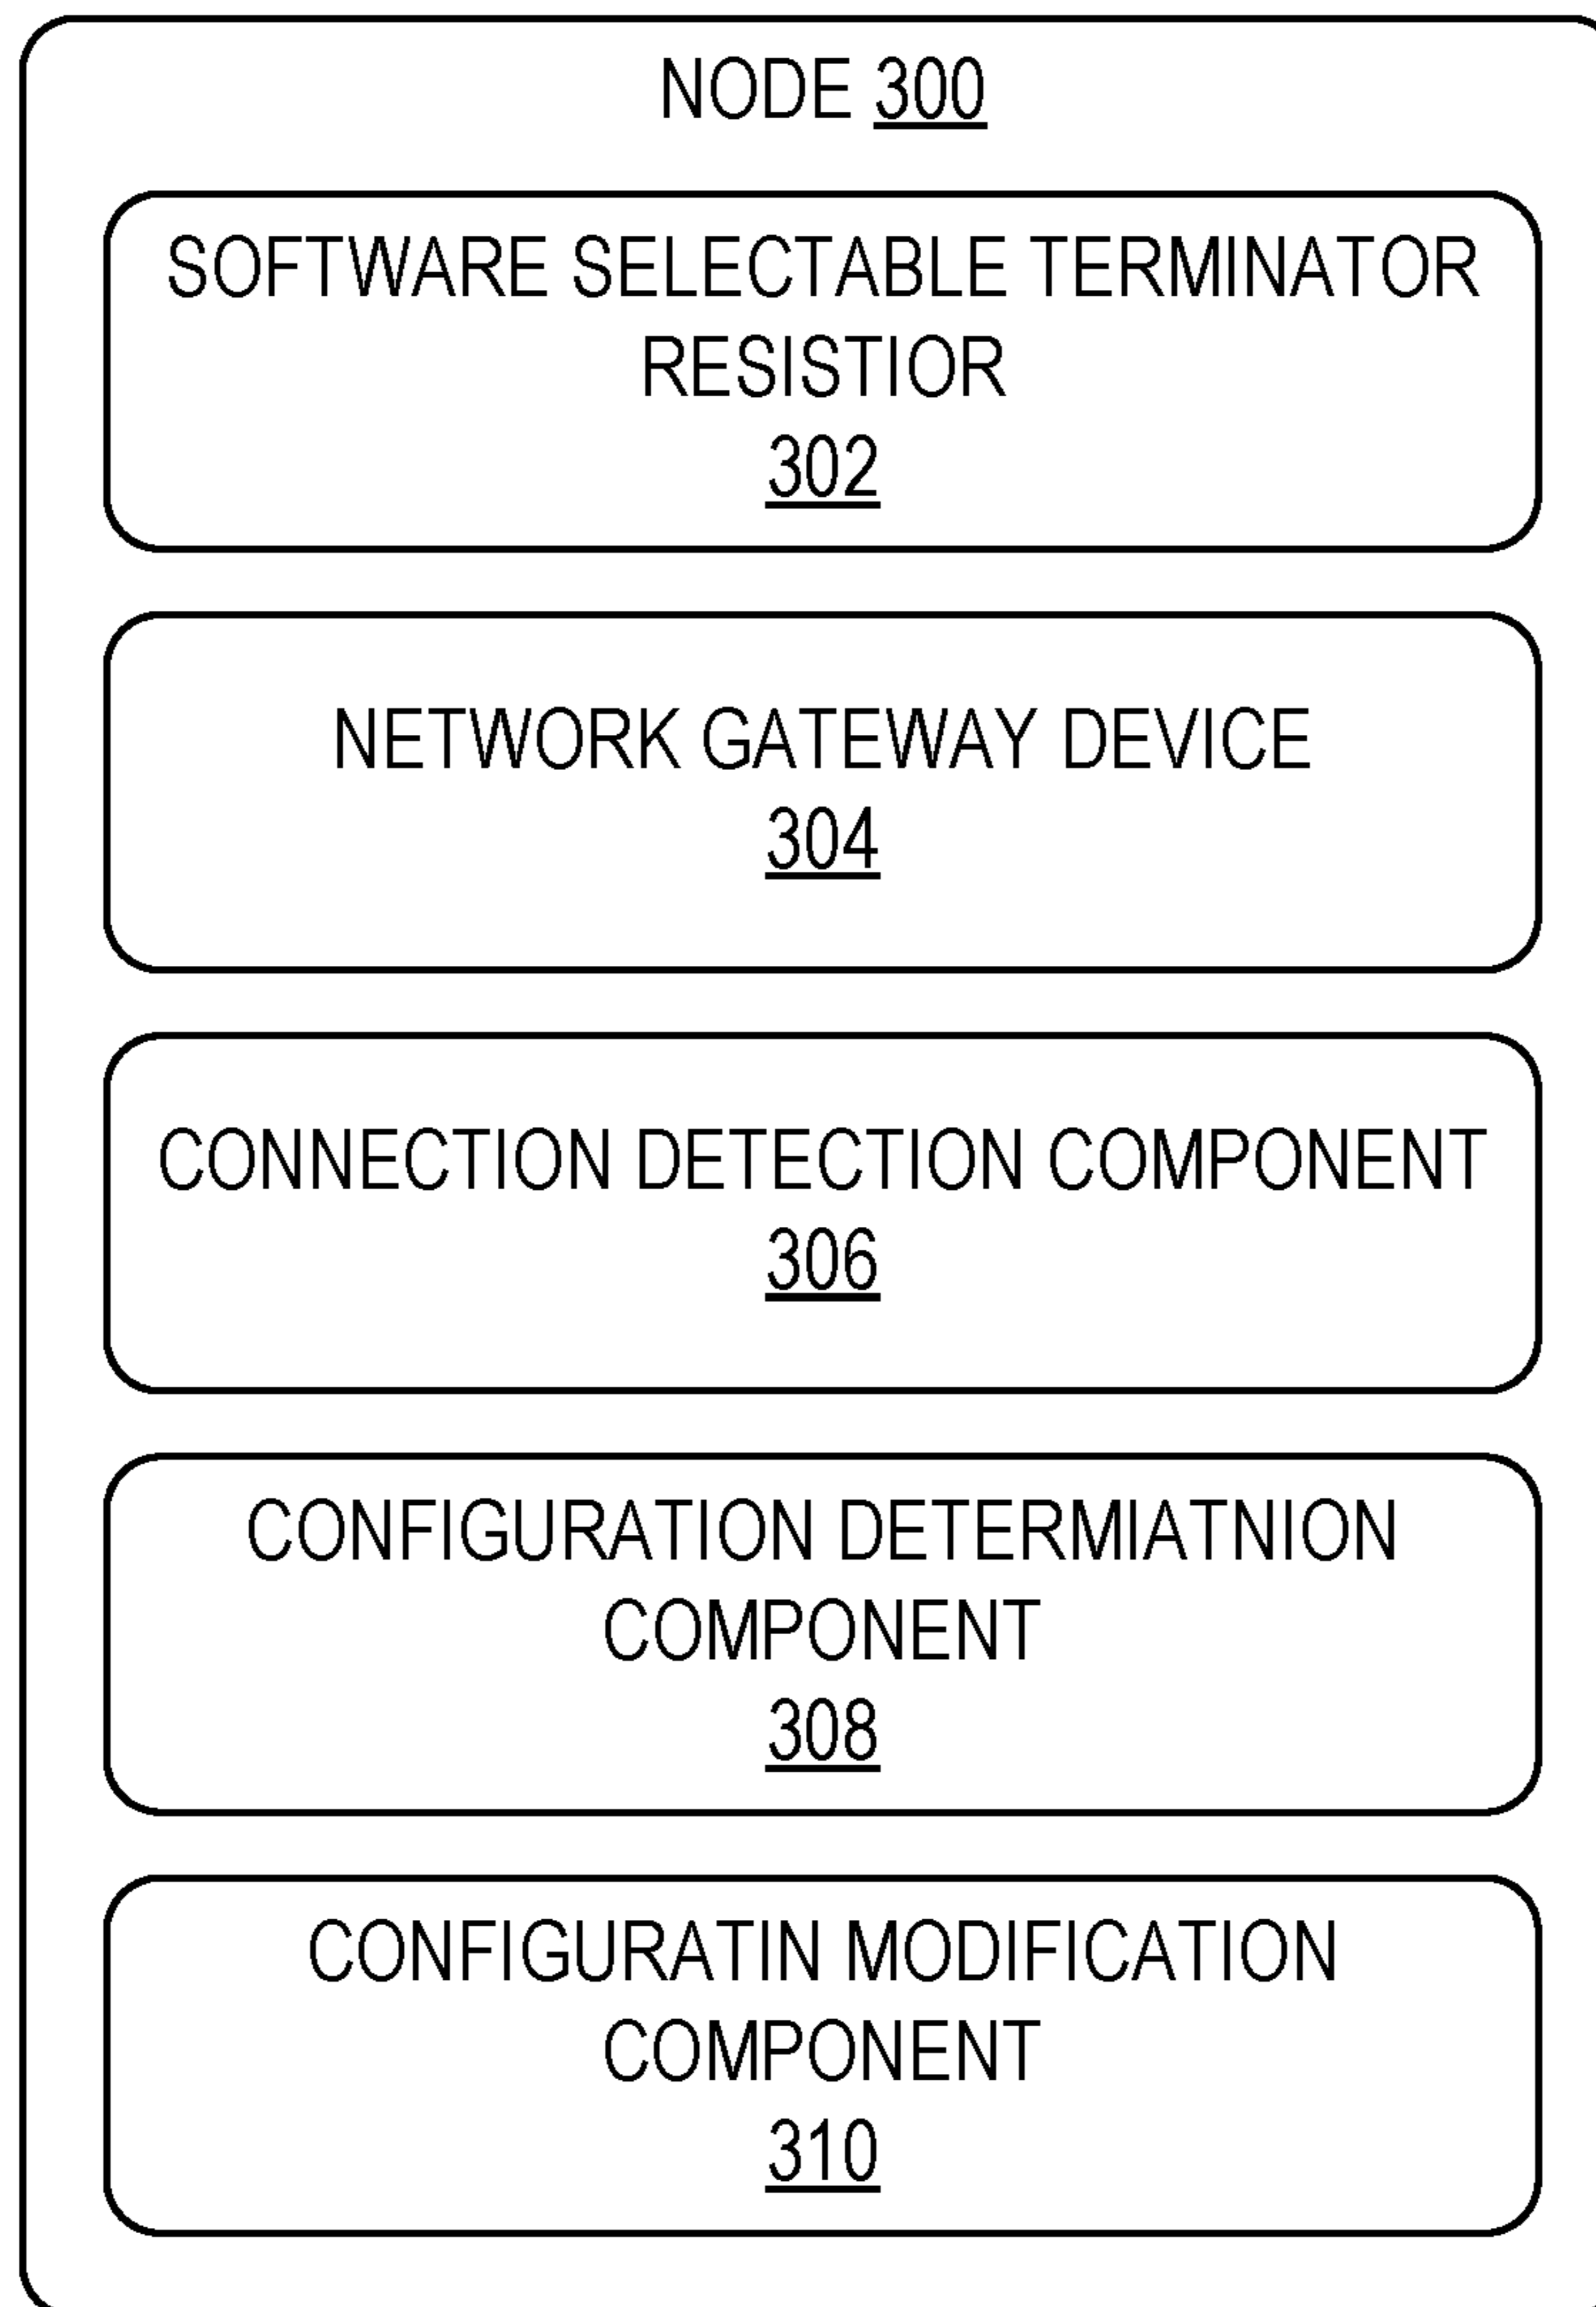 NODE 300
SOFTWARE SELECTABLE TERMINATOR
RESISTIOR
302
NETWORK GATEWAY DEVICE
304
CONNECTION DETECTION COMPONENT
306
CONFIGURATION DETERMIATNION
COMPONENT
308
CONFIGURATIN MODIFICATION
COMPONENT
310